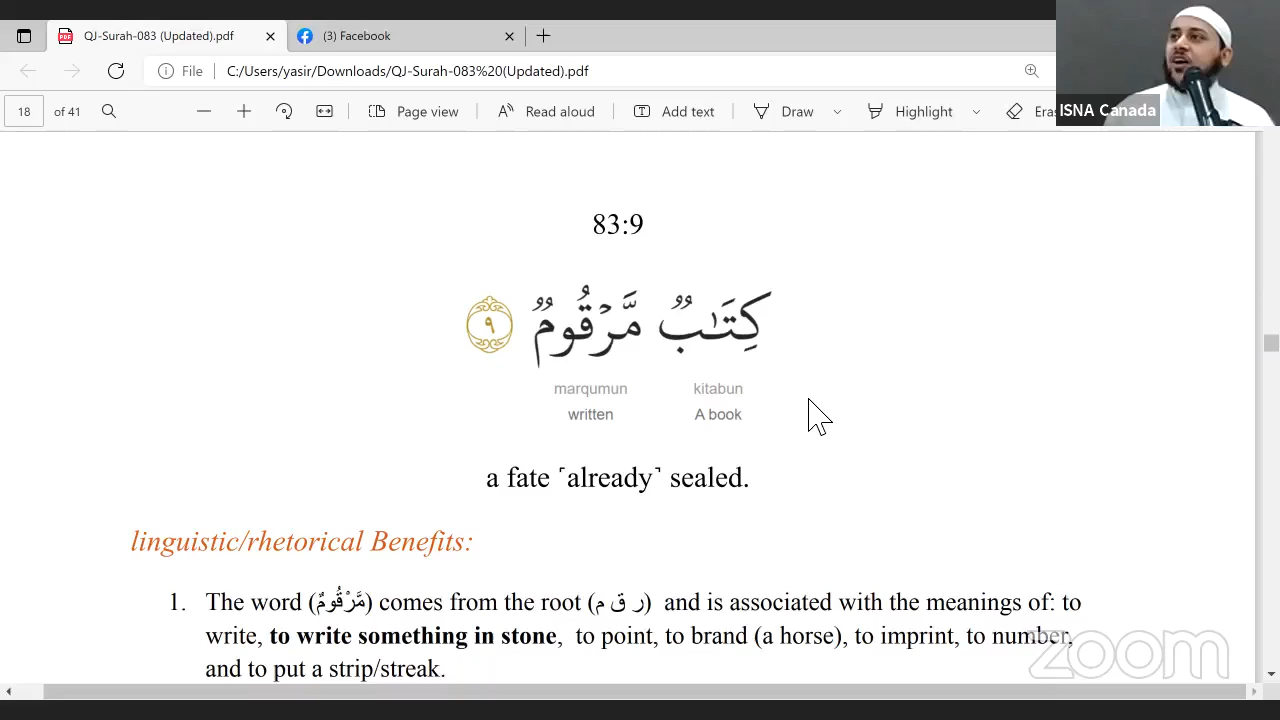 QJ-Surah-083 (Updated).pdf
(3) Facebook
File C:/Users/yasir/Downloads/QJ-Surah-083%20(Updated).pdf
18 of 41 Page view Read aloud Add text Draw Highlight Eras
ISNA Canada
83:9
كِتَـٰبٌ مَّرْقُومٌ ٩
marqumun kitabun
written A book
a fate ˹already˺ sealed.
linguistic/rhetorical Benefits:
1. The word (مَّرْقُومٌ) comes from the root (ر ق م) and is associated with the meanings of: to
write, to write something in stone, to point, to brand (a horse), to imprint, to number,
and to put a strip/streak.
zoom